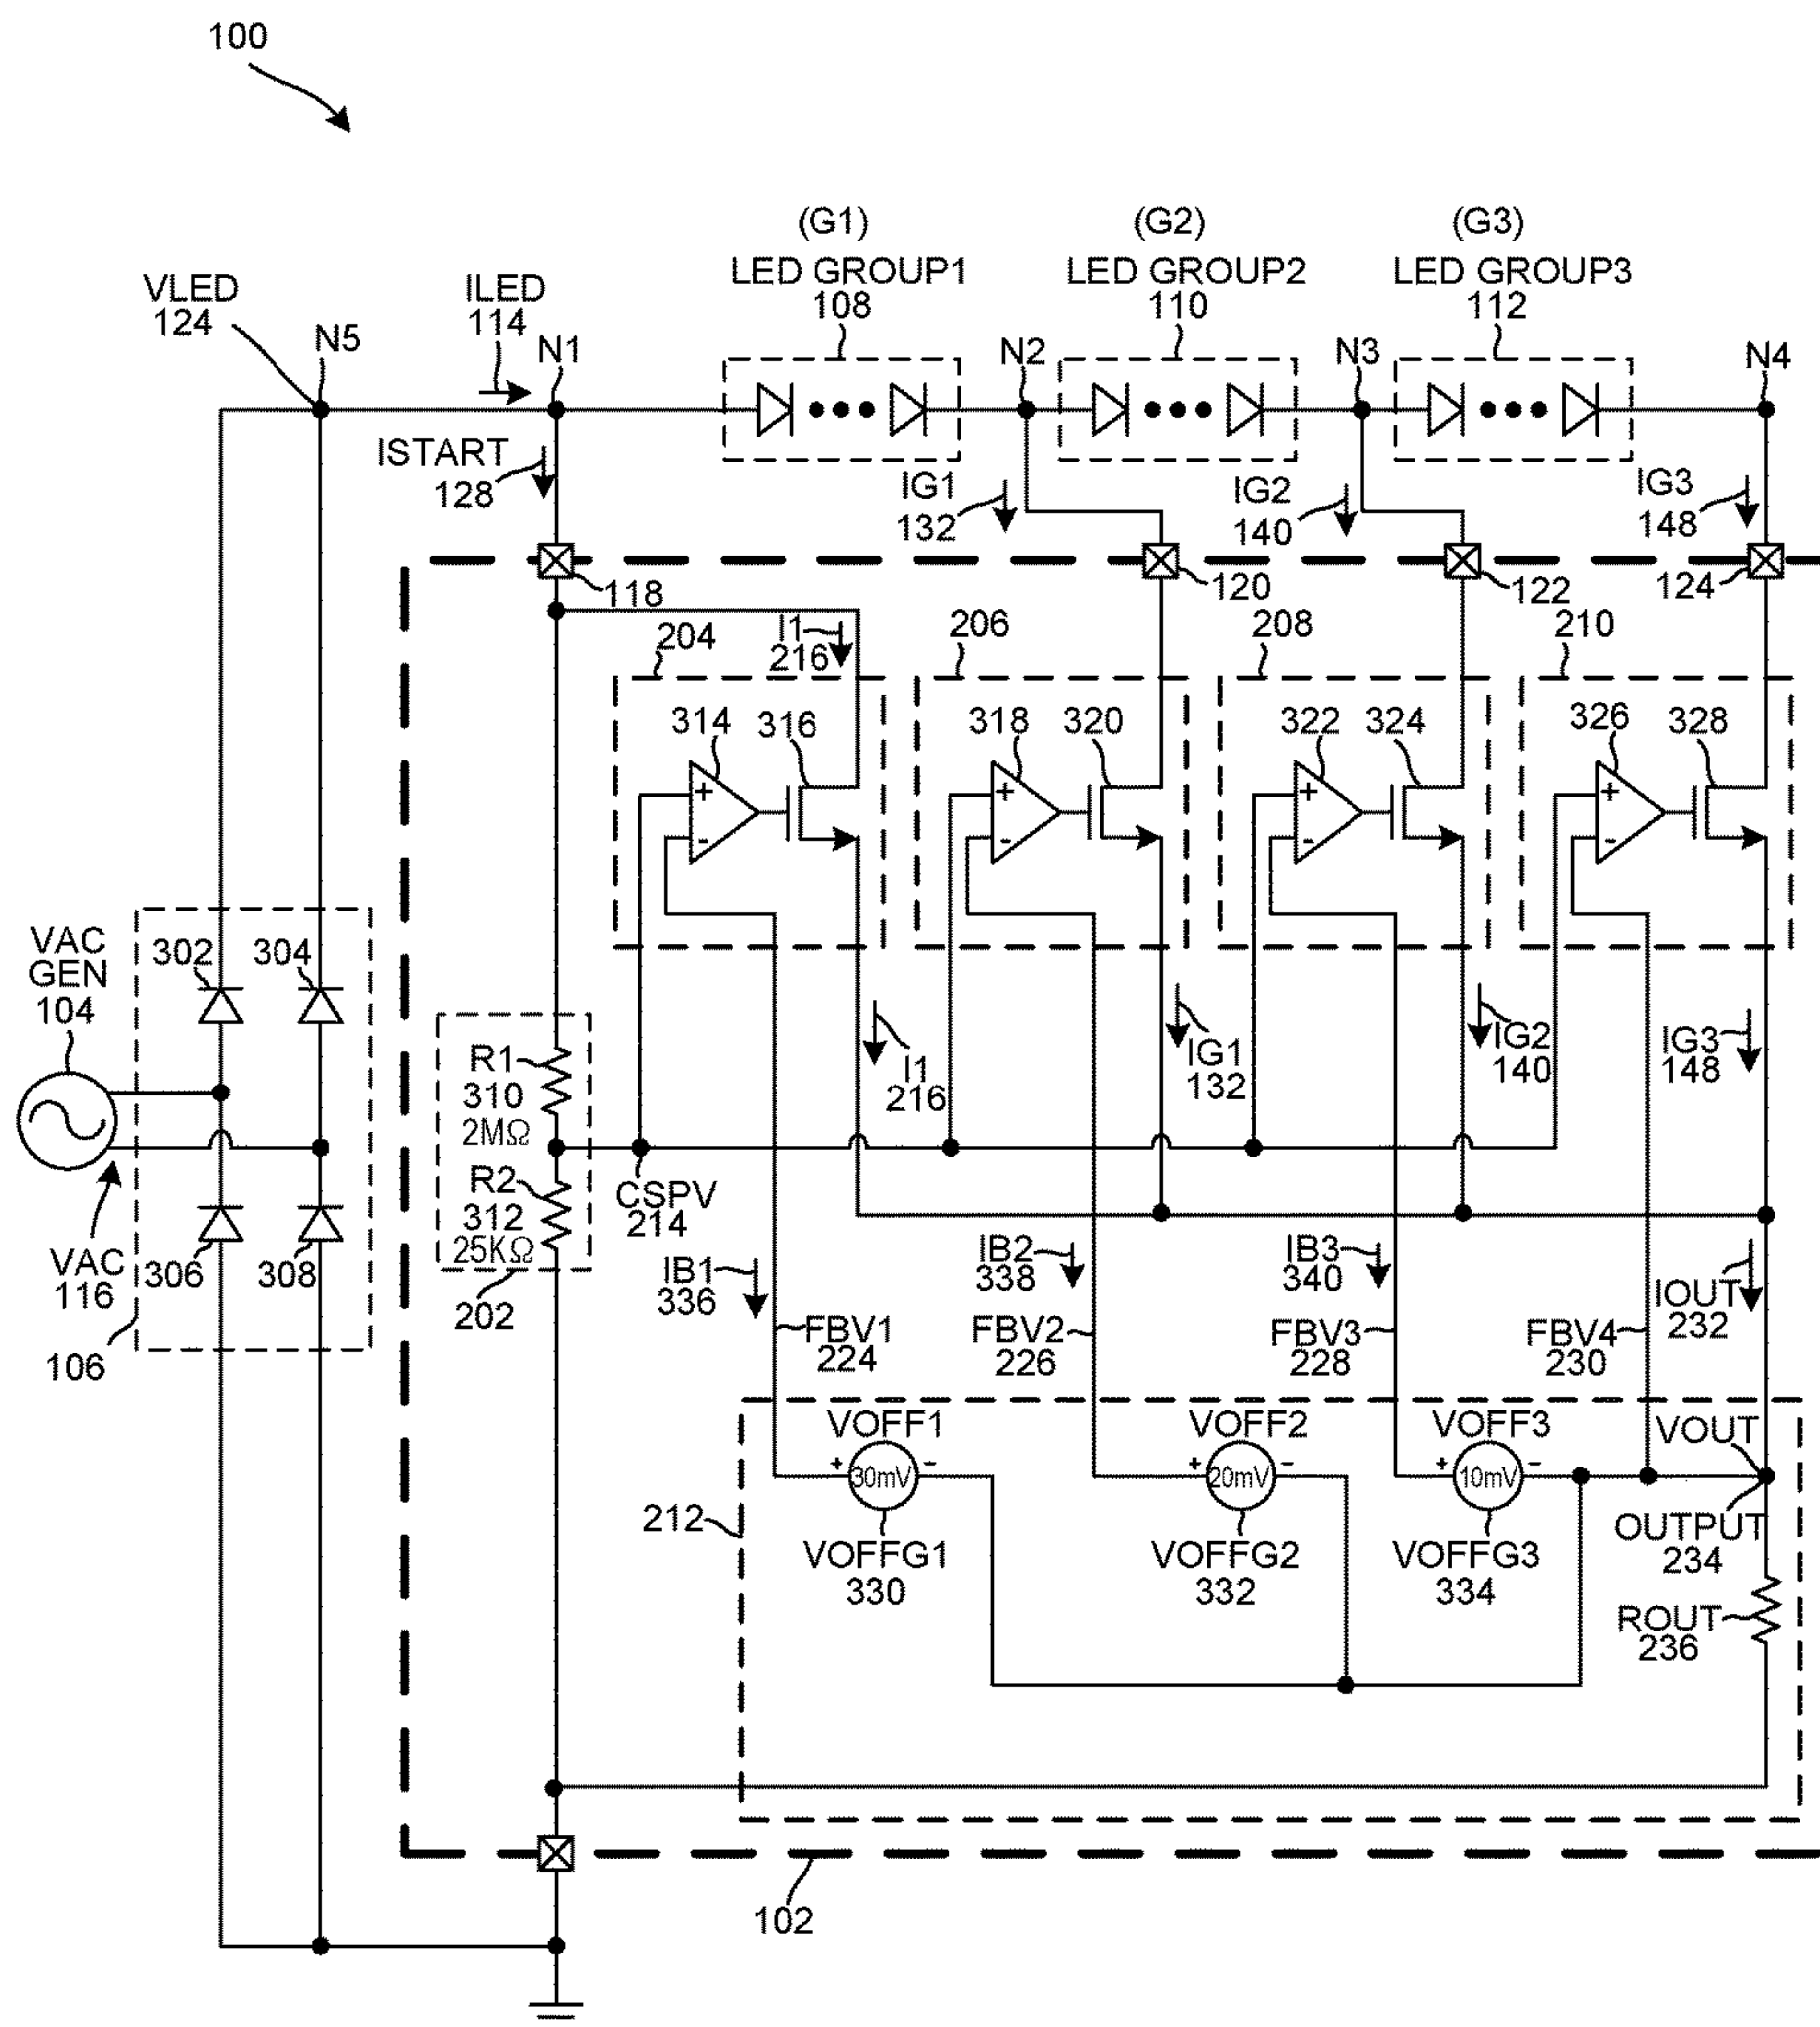 100
(G1)
LED GROUP1
108
(G2)
LED GROUP2
110
(G3)
LED GROUP3
112
VLED
124
N5
ILED
114
N1
N2
N3
N4
ISTART
128
IG1
132
IG2
140
IG3
148
118
120
122
124
204
I1
216
206
208
210
314
316
318
320
322
324
326
328
+
-
+
-
+
-
+
-
VAC
GEN
104
302
304
R1
310
2MΩ
R2
312
25KΩ
I1
216
IG1
132
IG2
140
IG3
148
CSPV
214
VAC
116
306
308
106
202
IB1
336
IB2
338
IB3
340
IOUT
232
FBV1
224
FBV2
226
FBV3
228
FBV4
230
VOFF1
+ 30mV -
VOFFG1
330
VOFF2
+ 20mV -
VOFFG2
332
VOFF3
+ 10mV -
VOFFG3
334
VOUT
212
OUTPUT
234
ROUT
236
102